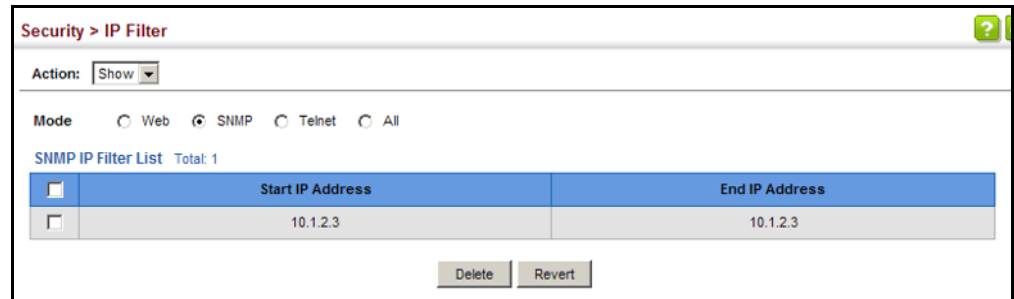 Security > IP Filter
?
Action: Show
Mode Web SNMP Telnet All
SNMP IP Filter List Total: 1
Start IP Address End IP Address
10.1.2.3 10.1.2.3
Delete Revert